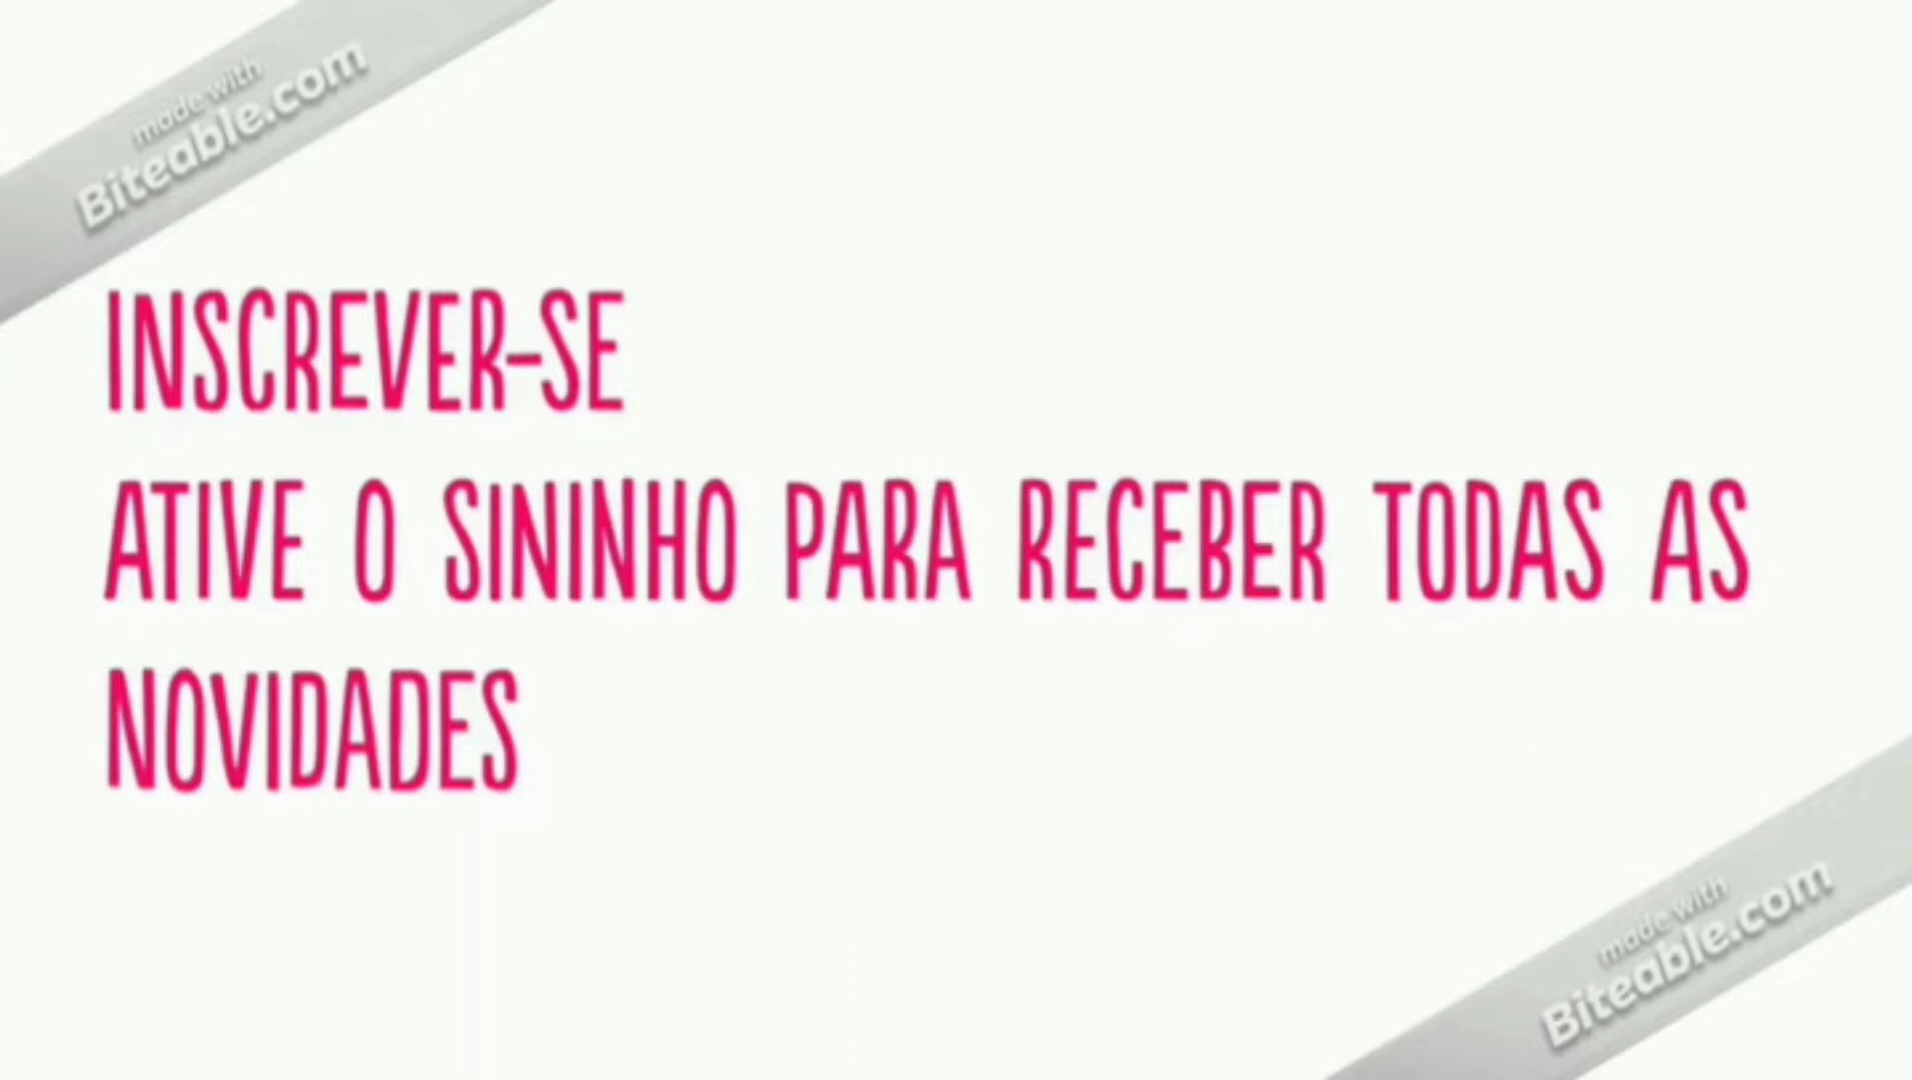 made with
Biteable.com
INSCREVER-SE
ATIVE O SININHO PARA RECEBER TODAS AS
NOVIDADES
made with
Biteable.com